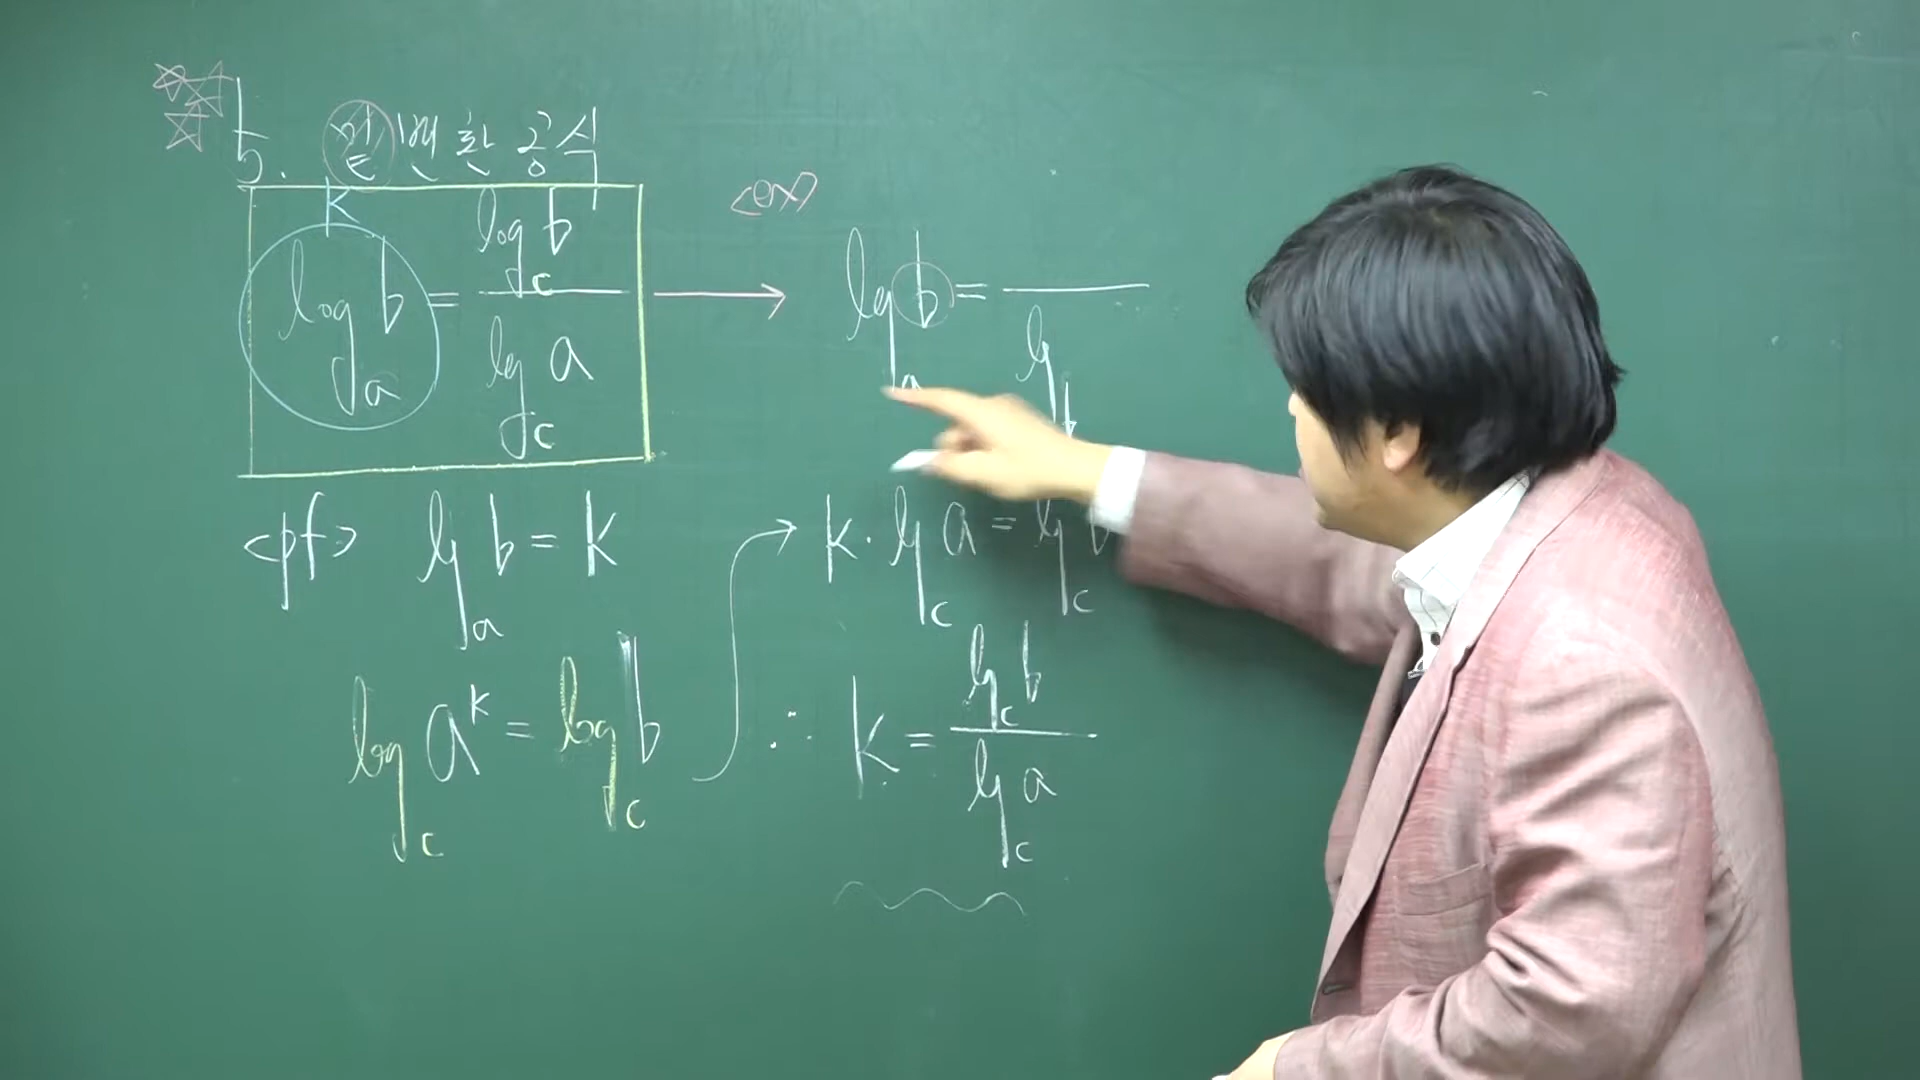 5. 밑변환공식
K
log_a b = log_c b / log_c a
<ex>
log_a b = / log_b
<pf> log_a b = k
log_c a^k = log_c b
k · log_c a = log_c b
∴ k = log_c b / log_c a